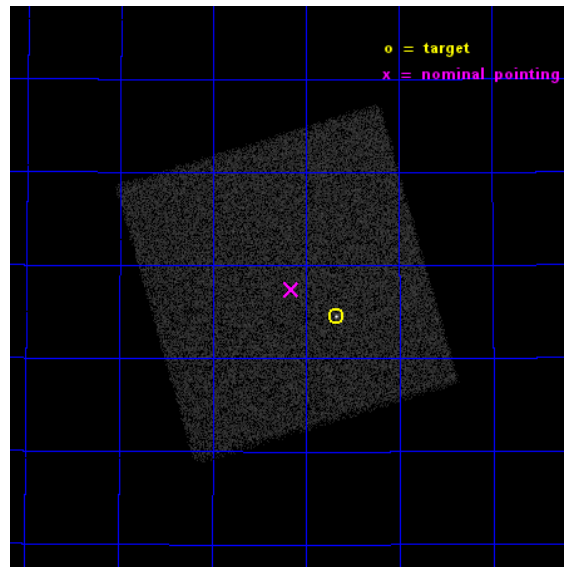 o = target
x = nominal pointing